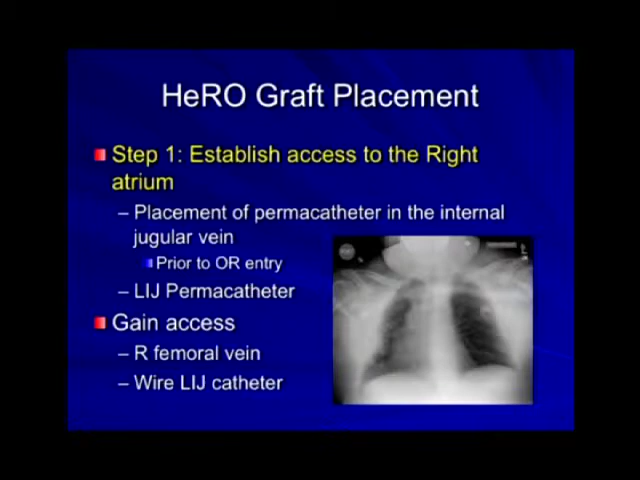 HeRO Graft Placement
Step 1: Establish access to the Right
atrium
– Placement of permacatheter in the internal
jugular vein
Prior to OR entry
– LIJ Permacatheter
Gain access
– R femoral vein
– Wire LIJ catheter